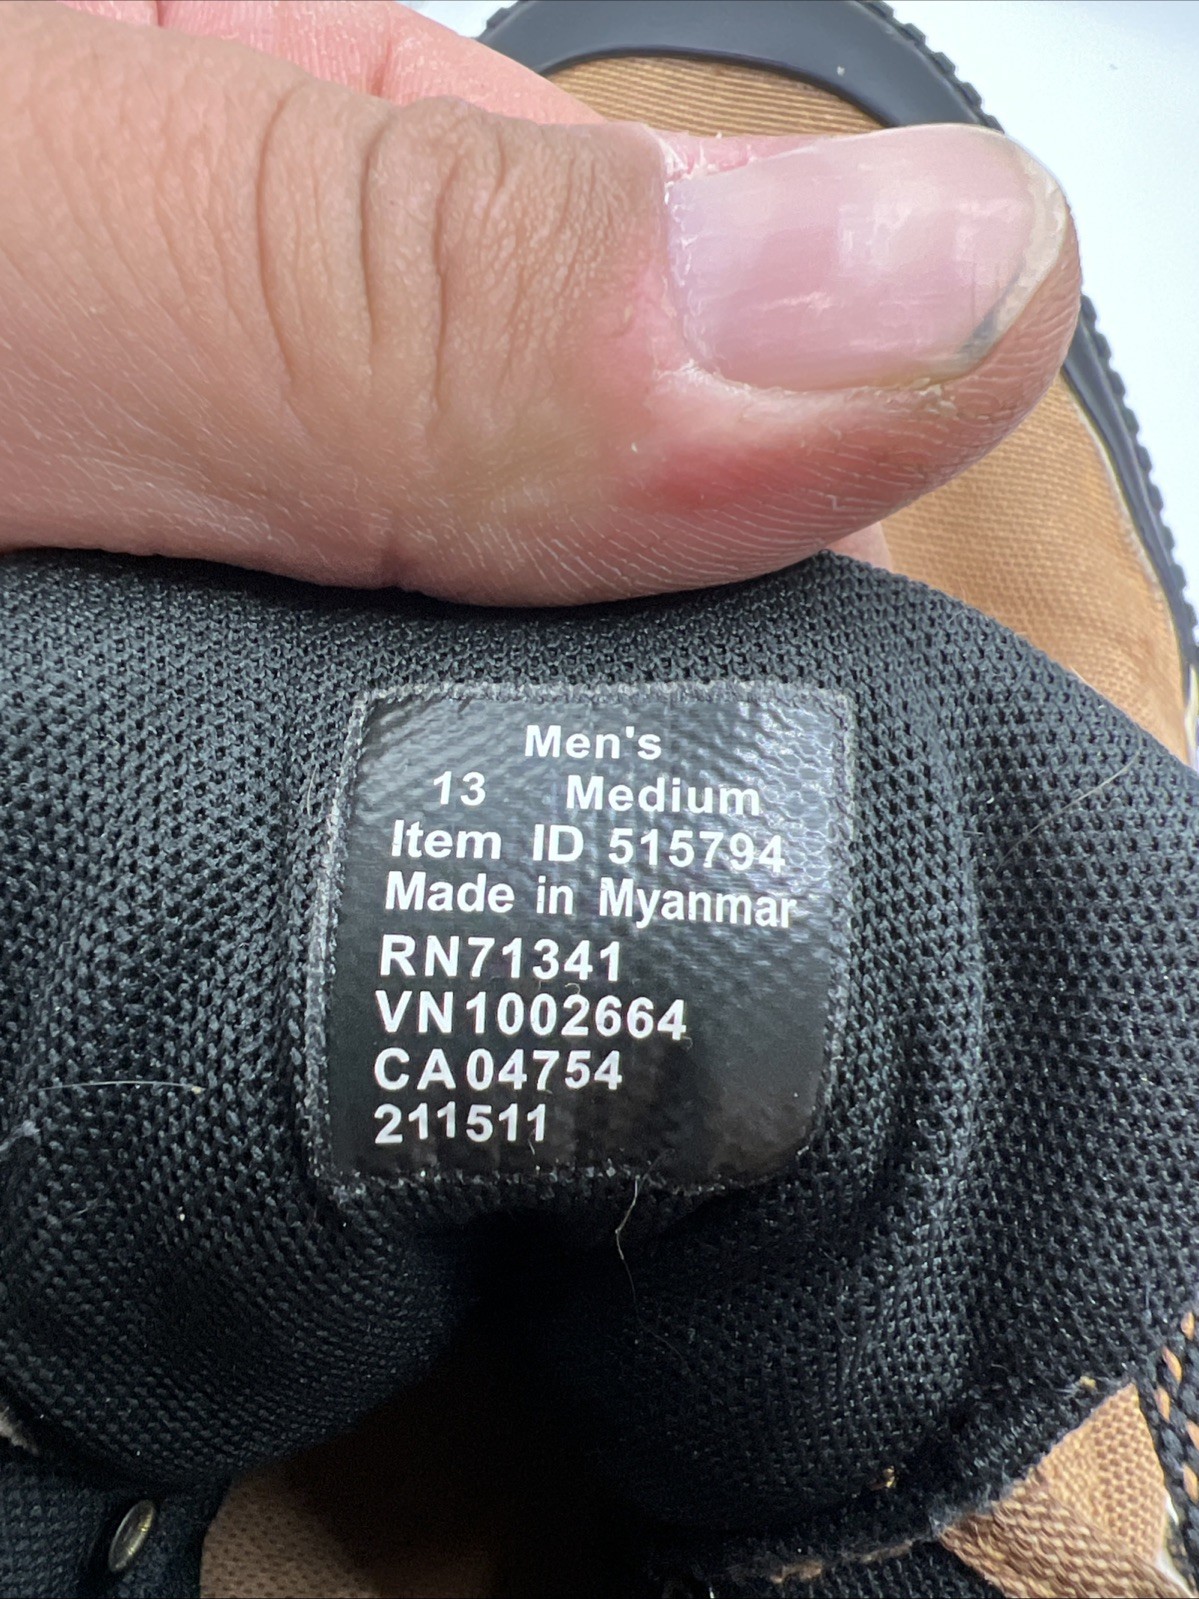 Men's
13 Medium
Item ID 515794
Made in Myanmar
RN71341
VN1002664
CA04754
211511